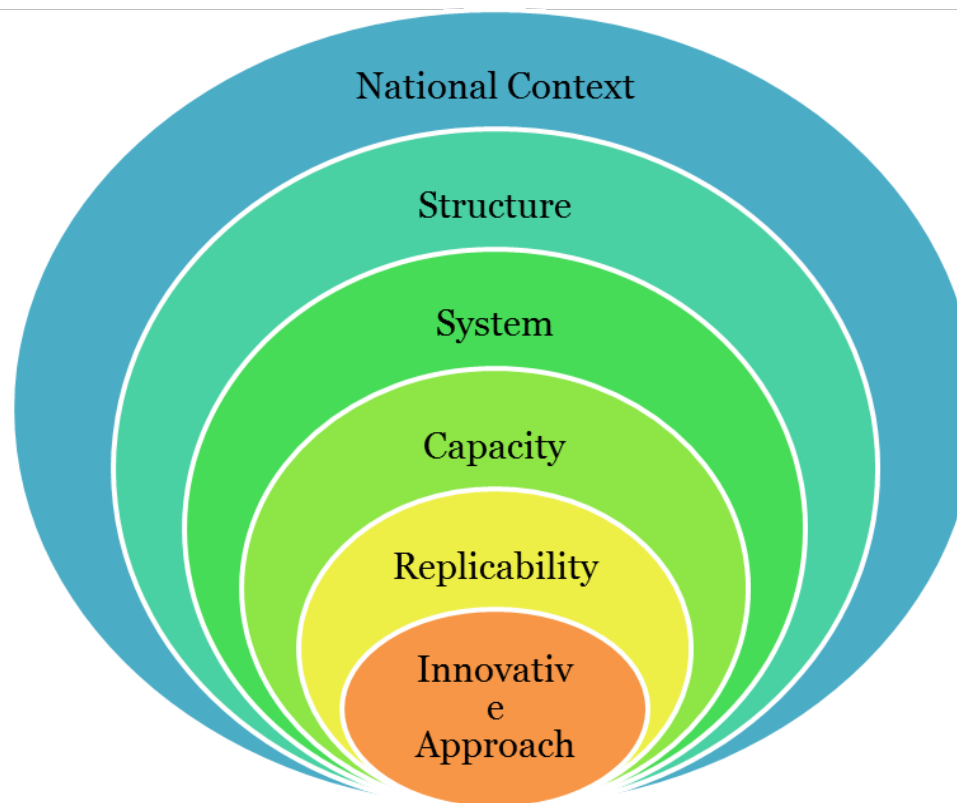 National Context
Structure
System
Capacity
Replicability
Innovativ
e
Approach